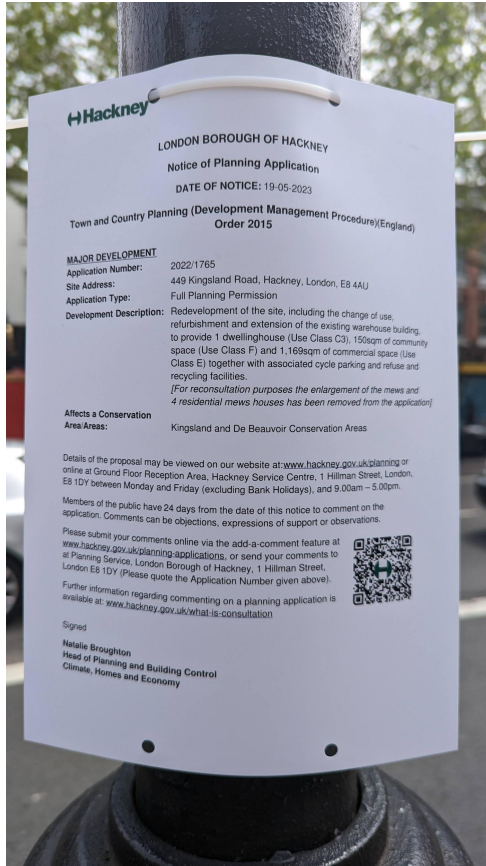 Hackney
LONDON BOROUGH OF HACKNEY
Notice of Planning Application
DATE OF NOTICE: 19-05-2023
Town and Country Planning (Development Management Procedure)(England)
Order 2015
MAJOR DEVELOPMENT
Application Number: 2022/1765
Site Address: 449 Kingsland Road, Hackney, London, E8 4AU
Application Type: Full Planning Permission
Development Description: Redevelopment of the site, including the change of use,
refurbishment and extension of the existing warehouse building,
to provide 1 dwellinghouse (Use Class C3), 150sqm of community
space (Use Class F) and 1,169sqm of commercial space (Use
Class E) together with associated cycle parking and refuse and
recycling facilities.
[For reconsultation purposes the enlargement of the mews and
4 residential mews houses has been removed from the application]
Affects a Conservation
Area/Areas: Kingsland and De Beauvoir Conservation Areas
Details of the proposal may be viewed on our website at:www.hackney.gov.uk/planning or
online at Ground Floor Reception Area, Hackney Service Centre, 1 Hillman Street, London,
E8 1DY between Monday and Friday (excluding Bank Holidays), and 9.00am – 5.00pm.
Members of the public have 24 days from the date of this notice to comment on the
application. Comments can be objections, expressions of support or observations.
Please submit your comments online via the add-a-comment feature at
www.hackney.gov.uk/planning-applications, or send your comments to
at Planning Service, London Borough of Hackney, 1 Hillman Street,
London E8 1DY (Please quote the Application Number given above).
Further information regarding commenting on a planning application is
available at: www.hackney.gov.uk/what-is-consultation
Signed
Natalie Broughton
Head of Planning and Building Control
Climate, Homes and Economy